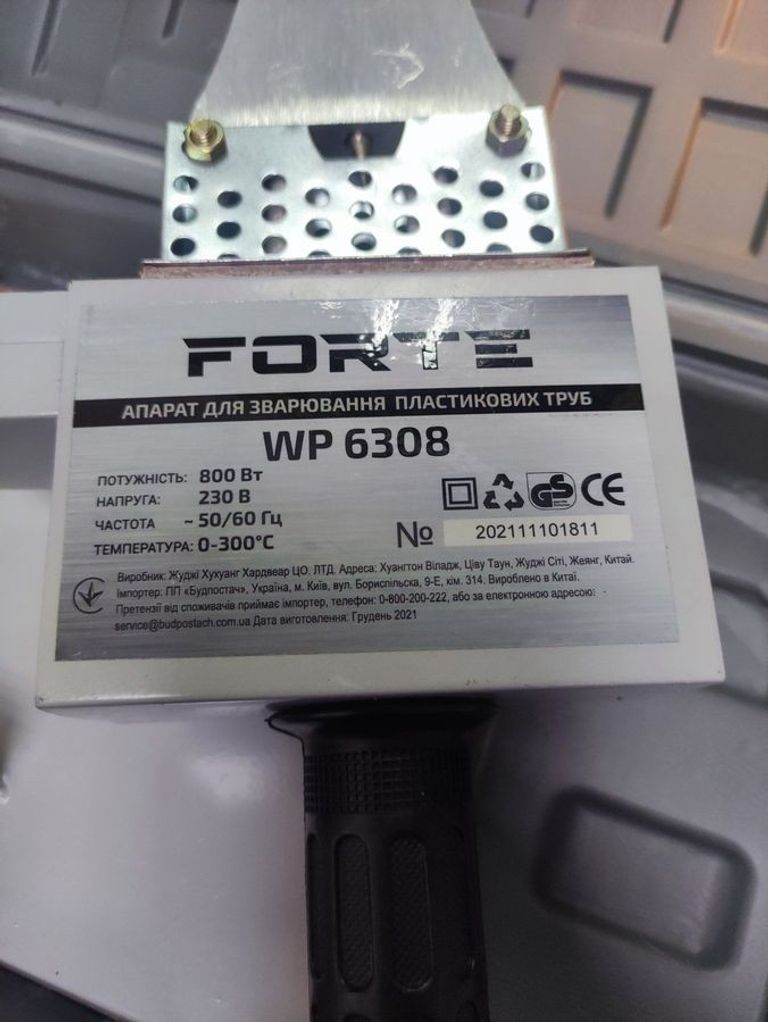 FORTE
АПАРАТ ДЛЯ ЗВАРЮВАННЯ ПЛАСТИКОВИХ ТРУБ
WP 6308
ПОТУЖНІСТЬ: 800 Вт
НАПРУГА: 230 В
ЧАСТОТА ~ 50/60 Гц
ТЕМПЕРАТУРА: 0-300°C
GS CE
№ 202111101811
Виробник: Жуджі Хухуанг Хардвеар ЦО. ЛТД. Адреса: Хуангтон Віладж, Ціву Таун, Жуджі Сіті, Жеянг, Китай.
Імпортер: ПП «Будпостач», Україна, м. Київ, вул. Бориспільска, 9-Е, кім. 314. Вироблено в Китаї.
Претензії від споживачів приймає імпортер, телефон: 0-800-200-222, або за електронною адресою:
service@budpostach.com.ua Дата виготовлення: Грудень 2021